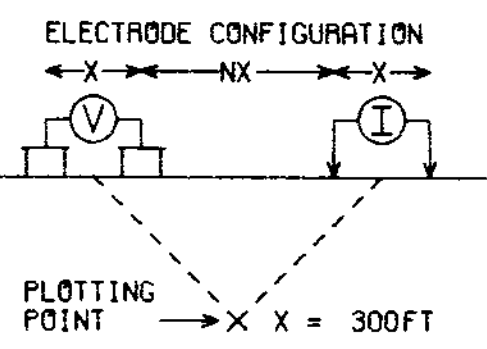 ELECTRODE CONFIGURATION
X NX X
V I
PLOTTING
POINT X X = 300FT